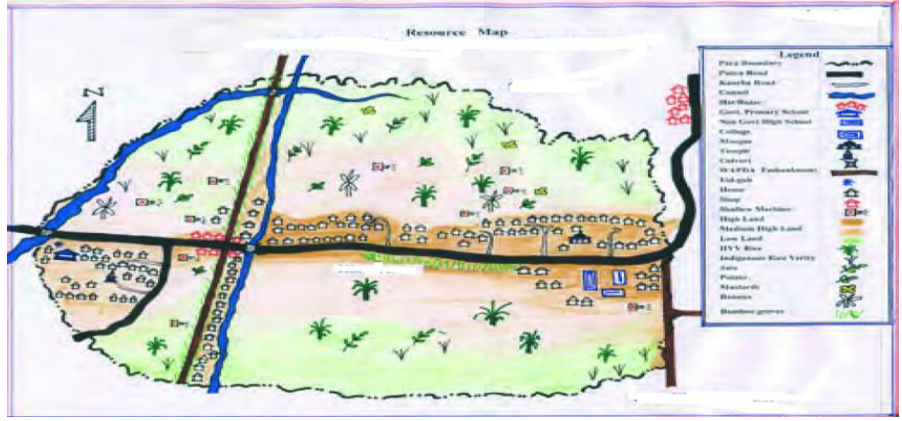 Resource Map
N
Legend
Para Boundary
Pucca Road
Kancha Road
Cannel
Hat/Bazar
Govt. Primary School
Non Govt High School
Collage
Mosque
Temple
Culvert
WAPDA Embankment
Eid-gah
House
Shop
Shallow Machine
High Land
Medium High Land
Low Land
HYV Rice
Indigenous Rice Verity
Jute
Potato
Mustards
Banana
Bamboo groves